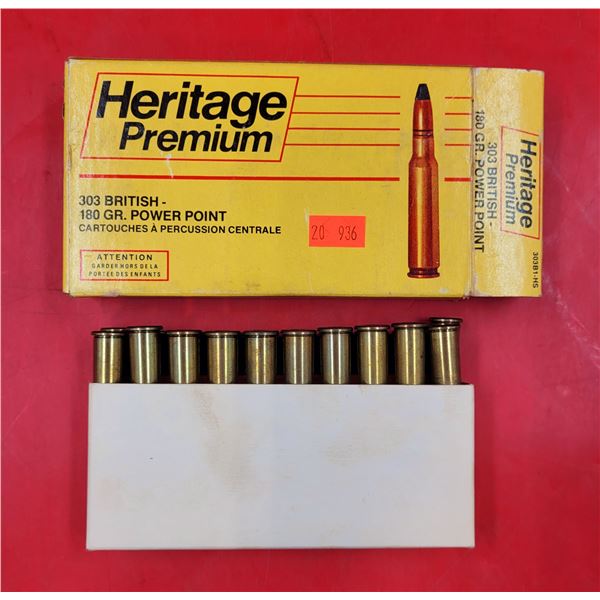 Heritage
Premium
303 BRITISH -
180 GR. POWER POINT
CARTOUCHES À PERCUSSION CENTRALE
ATTENTION
GARDER HORS DE LA
PORTÉE DES ENFANTS
20 936
Heritage
Premium
303 BRITISH -
180 GR. POWER POINT
303B1-HS